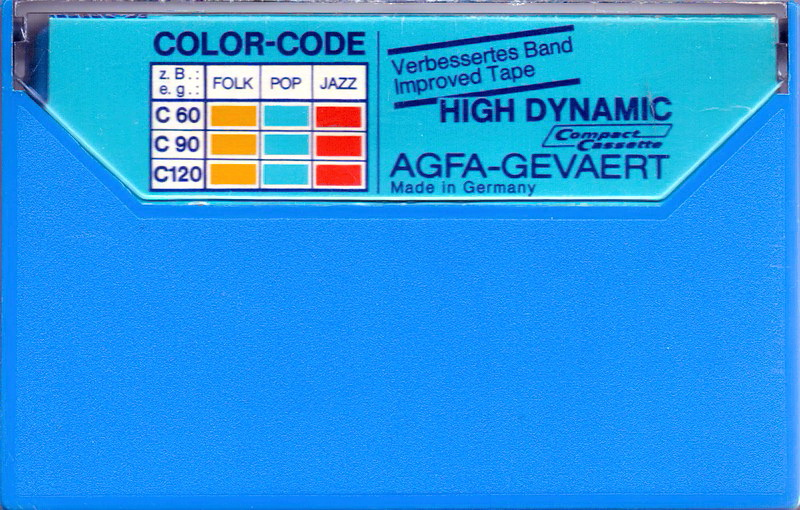 COLOR-CODE
z. B.:
e. g.:
FOLK
POP
JAZZ
C 60
C 90
C120
Verbessertes Band
Improved Tape
HIGH DYNAMIC
Compact
Cassette
AGFA-GEVAERT
Made in Germany